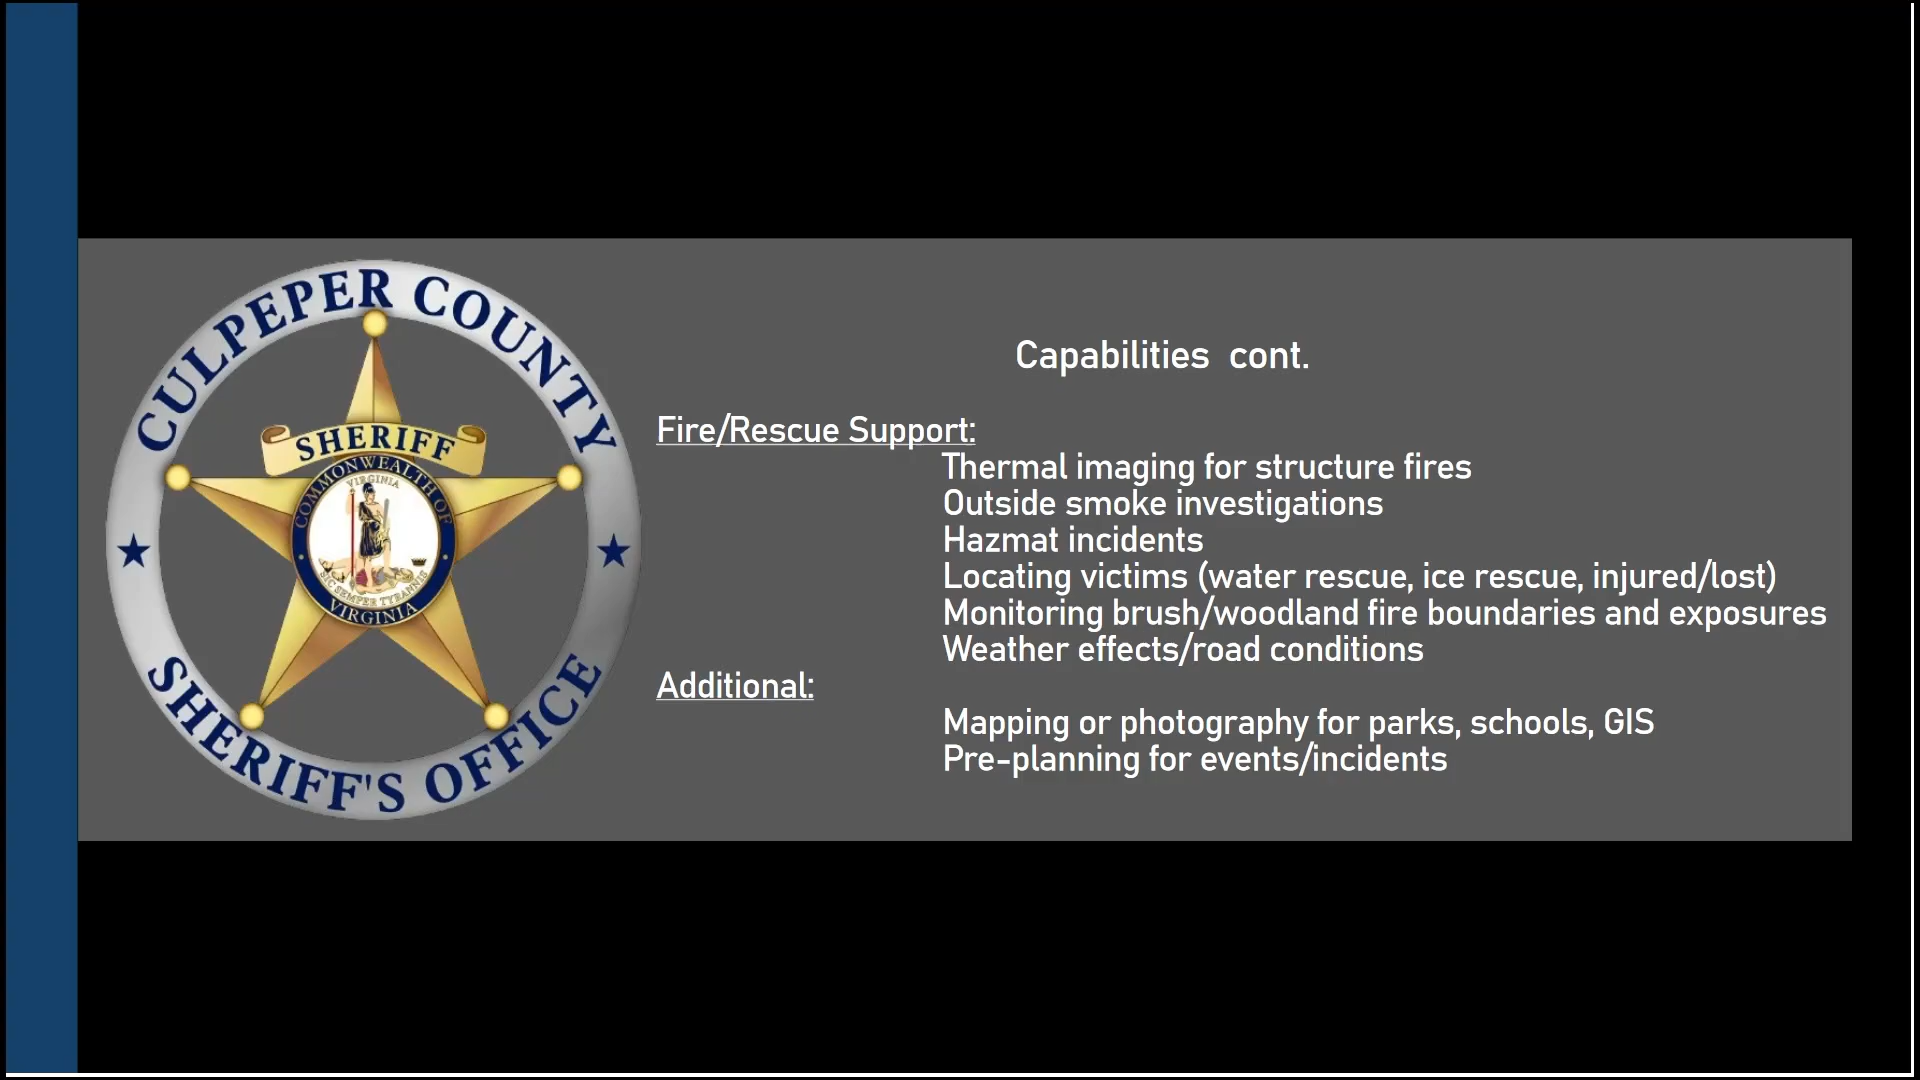 CULPEPER COUNTY
SHERIFF
COMMONWEALTH OF
VIRGINIA
SIC SEMPER TYRANNIS
VIRGINIA
SHERIFF'S OFFICE
Capabilities cont.
Fire/Rescue Support:
Thermal imaging for structure fires
Outside smoke investigations
Hazmat incidents
Locating victims (water rescue, ice rescue, injured/lost)
Monitoring brush/woodland fire boundaries and exposures
Weather effects/road conditions
Additional:
Mapping or photography for parks, schools, GIS
Pre-planning for events/incidents